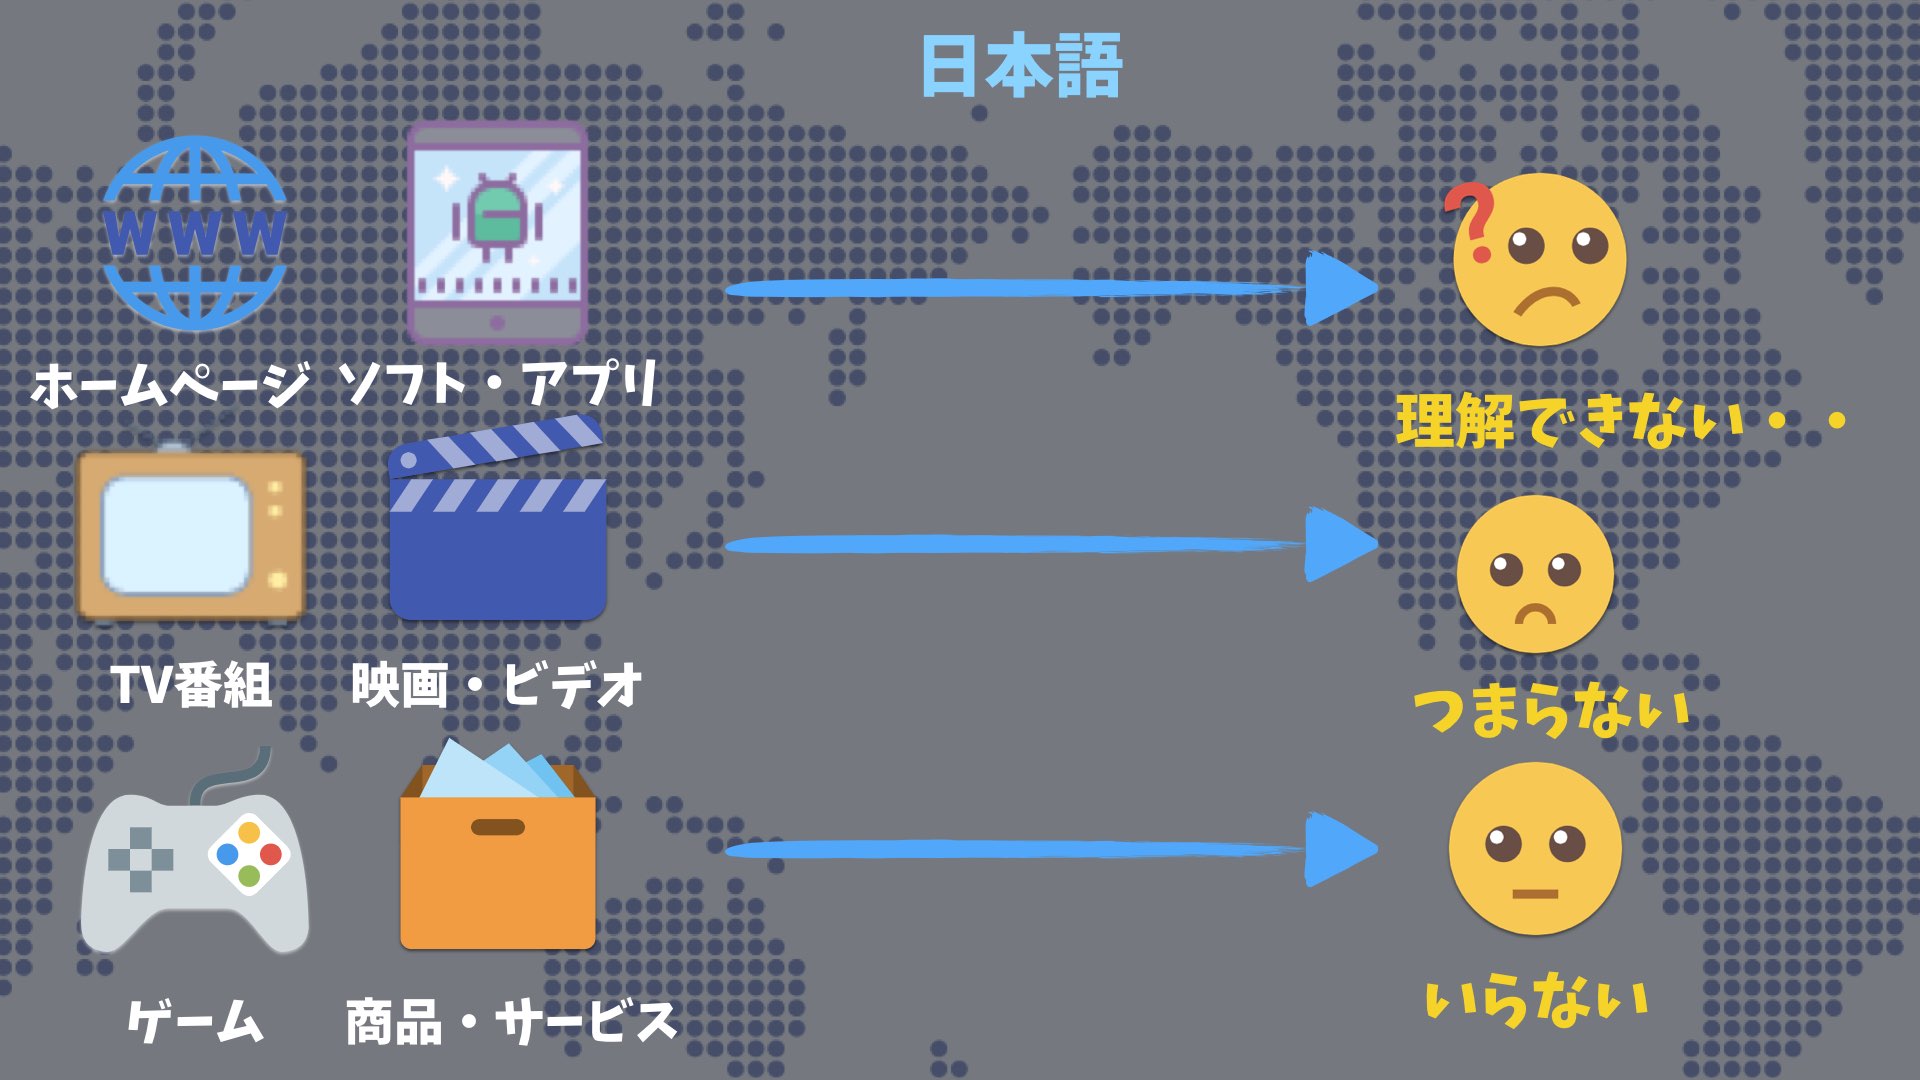 日本語
WWW
?
ホームページ ソフト・アプリ
理解できない・・
TV番組 映画・ビデオ
つまらない
ゲーム 商品・サービス
いらない